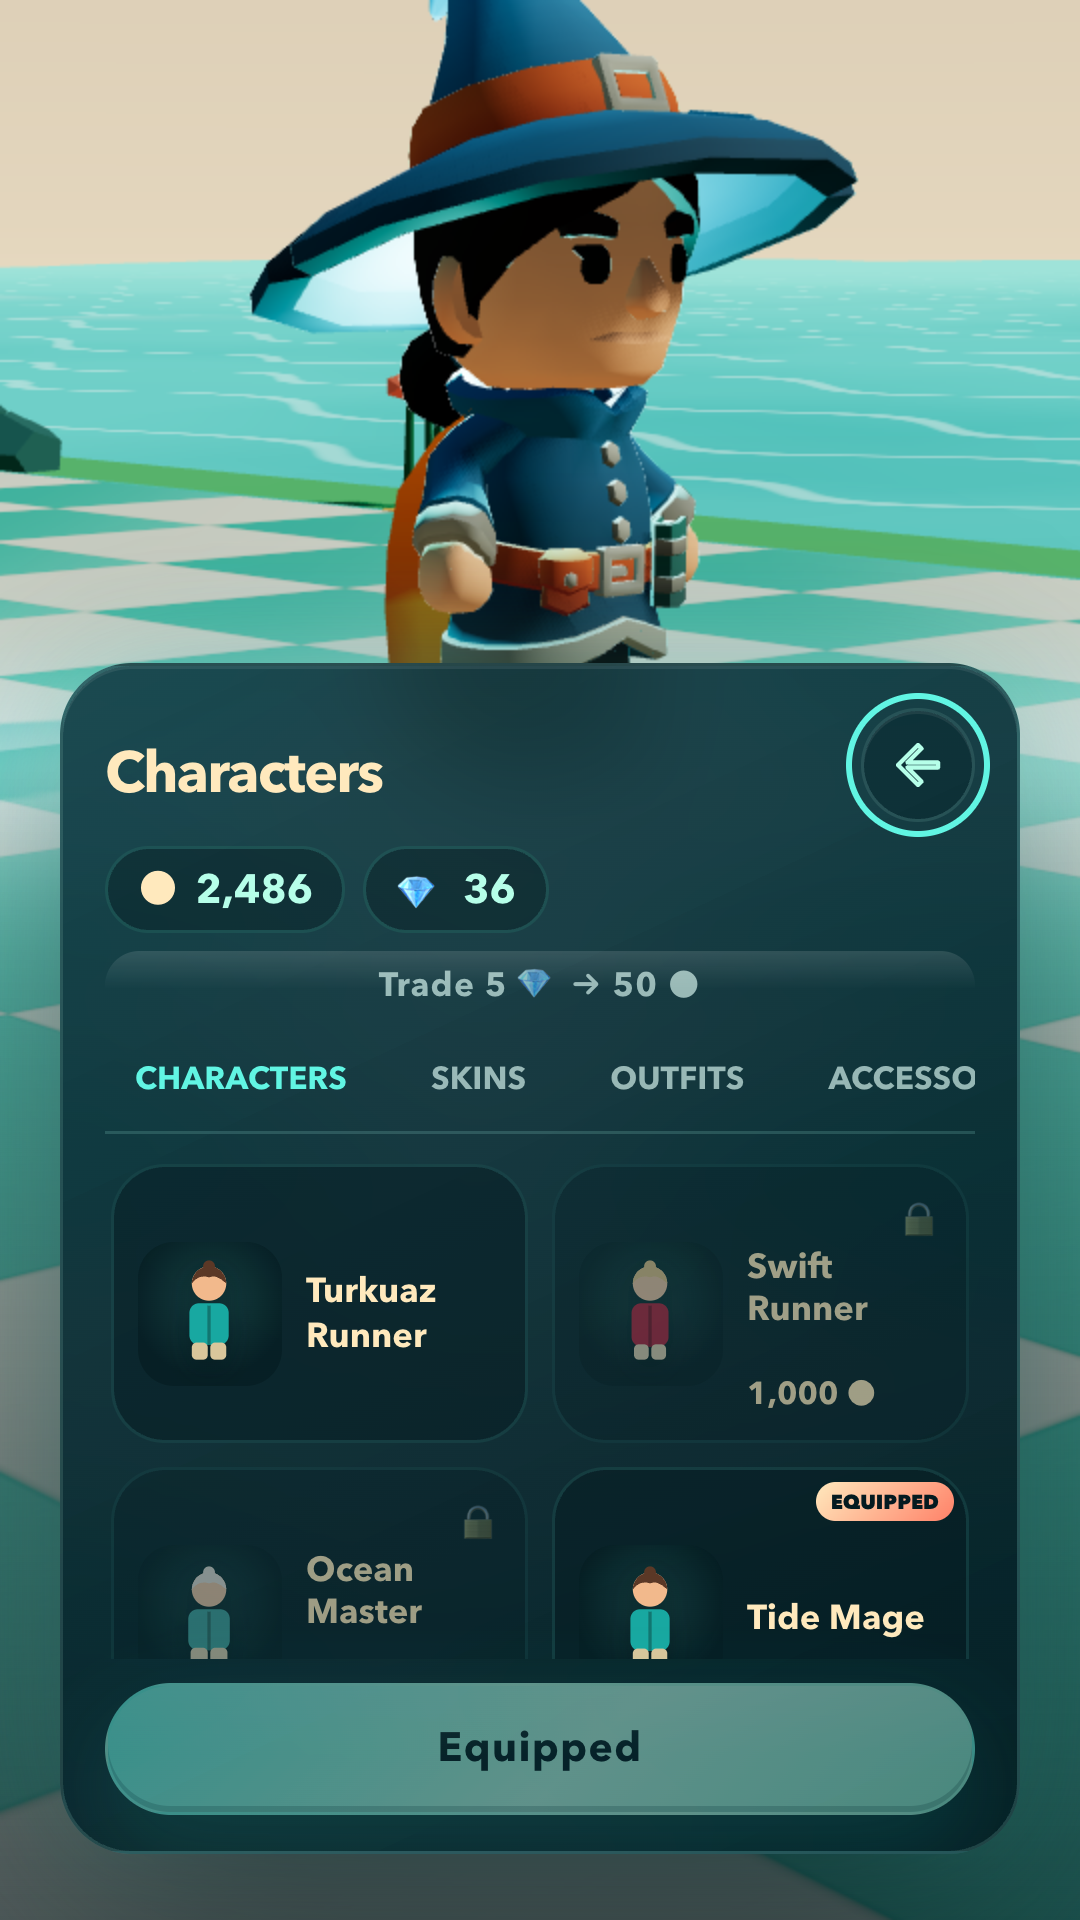 Characters
2,486
36
Trade 5 💎 → 50
CHARACTERS SKINS OUTFITS ACCESSO
Turkuaz
Runner
Swift
Runner
1,000
Ocean
Master
EQUIPPED
Tide Mage
Equipped